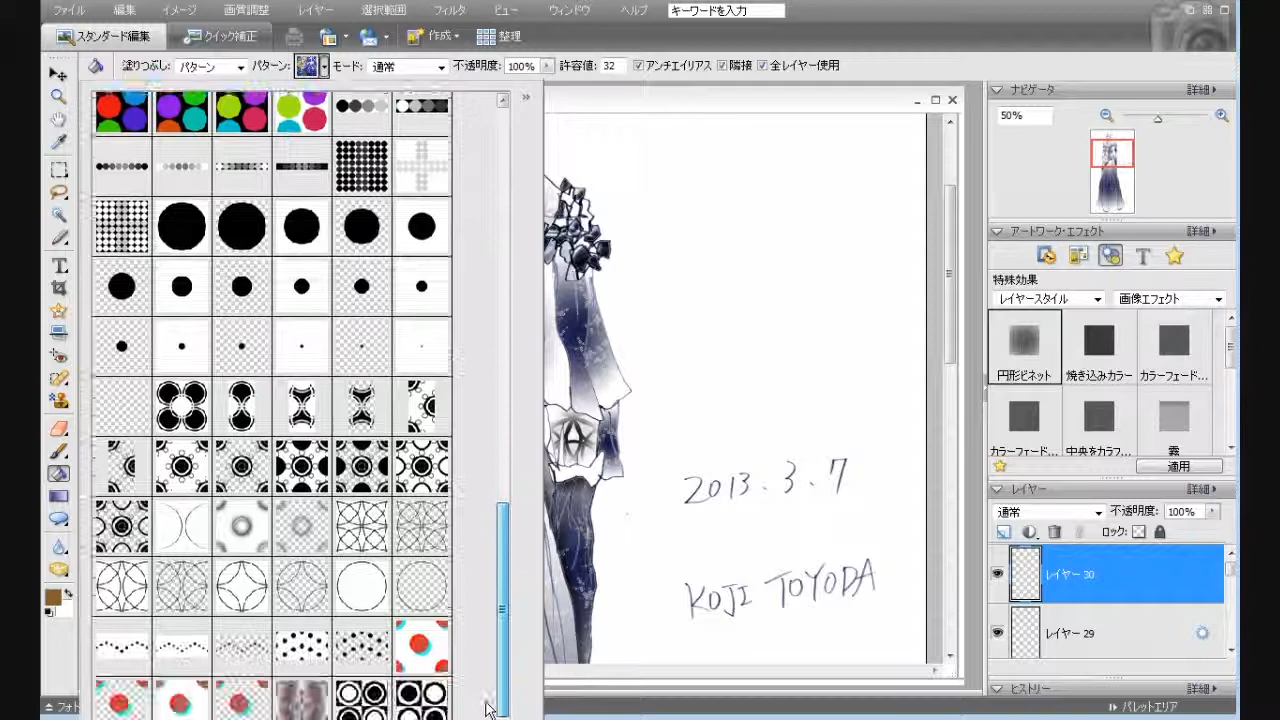 ファイル 編集 イメージ 画質調整 レイヤー 選択範囲 フィルタ ビュー ウィンドウ ヘルプ キーワードを入力
スタンダード編集 クイック補正 作成 整理
塗りつぶし: パターン パターン: モード: 通常 不透明度: 100% 許容値: 32 アンチエイリアス 隣接 全レイヤー使用
ナビゲータ 詳細
50%
アートワーク・エフェクト 詳細
特殊効果
レイヤースタイル 画像エフェクト
円形ビネット 焼き込みカラー カラーフェード...
カラーフェード... 中央をカラフ... 霧
適用
レイヤー 詳細
通常 不透明度: 100%
ロック:
レイヤー 30
レイヤー 29
ヒストリー 詳細
フォト パレットエリア
2013.3.7
KOJI TOYODA